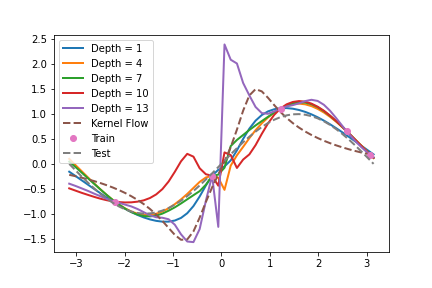 2.5
2.0
1.5
1.0
0.5
0.0
−0.5
−1.0
−1.5
Depth = 1
Depth = 4
Depth = 7
Depth = 10
Depth = 13
Kernel Flow
Train
Test
−3 −2 −1 0 1 2 3